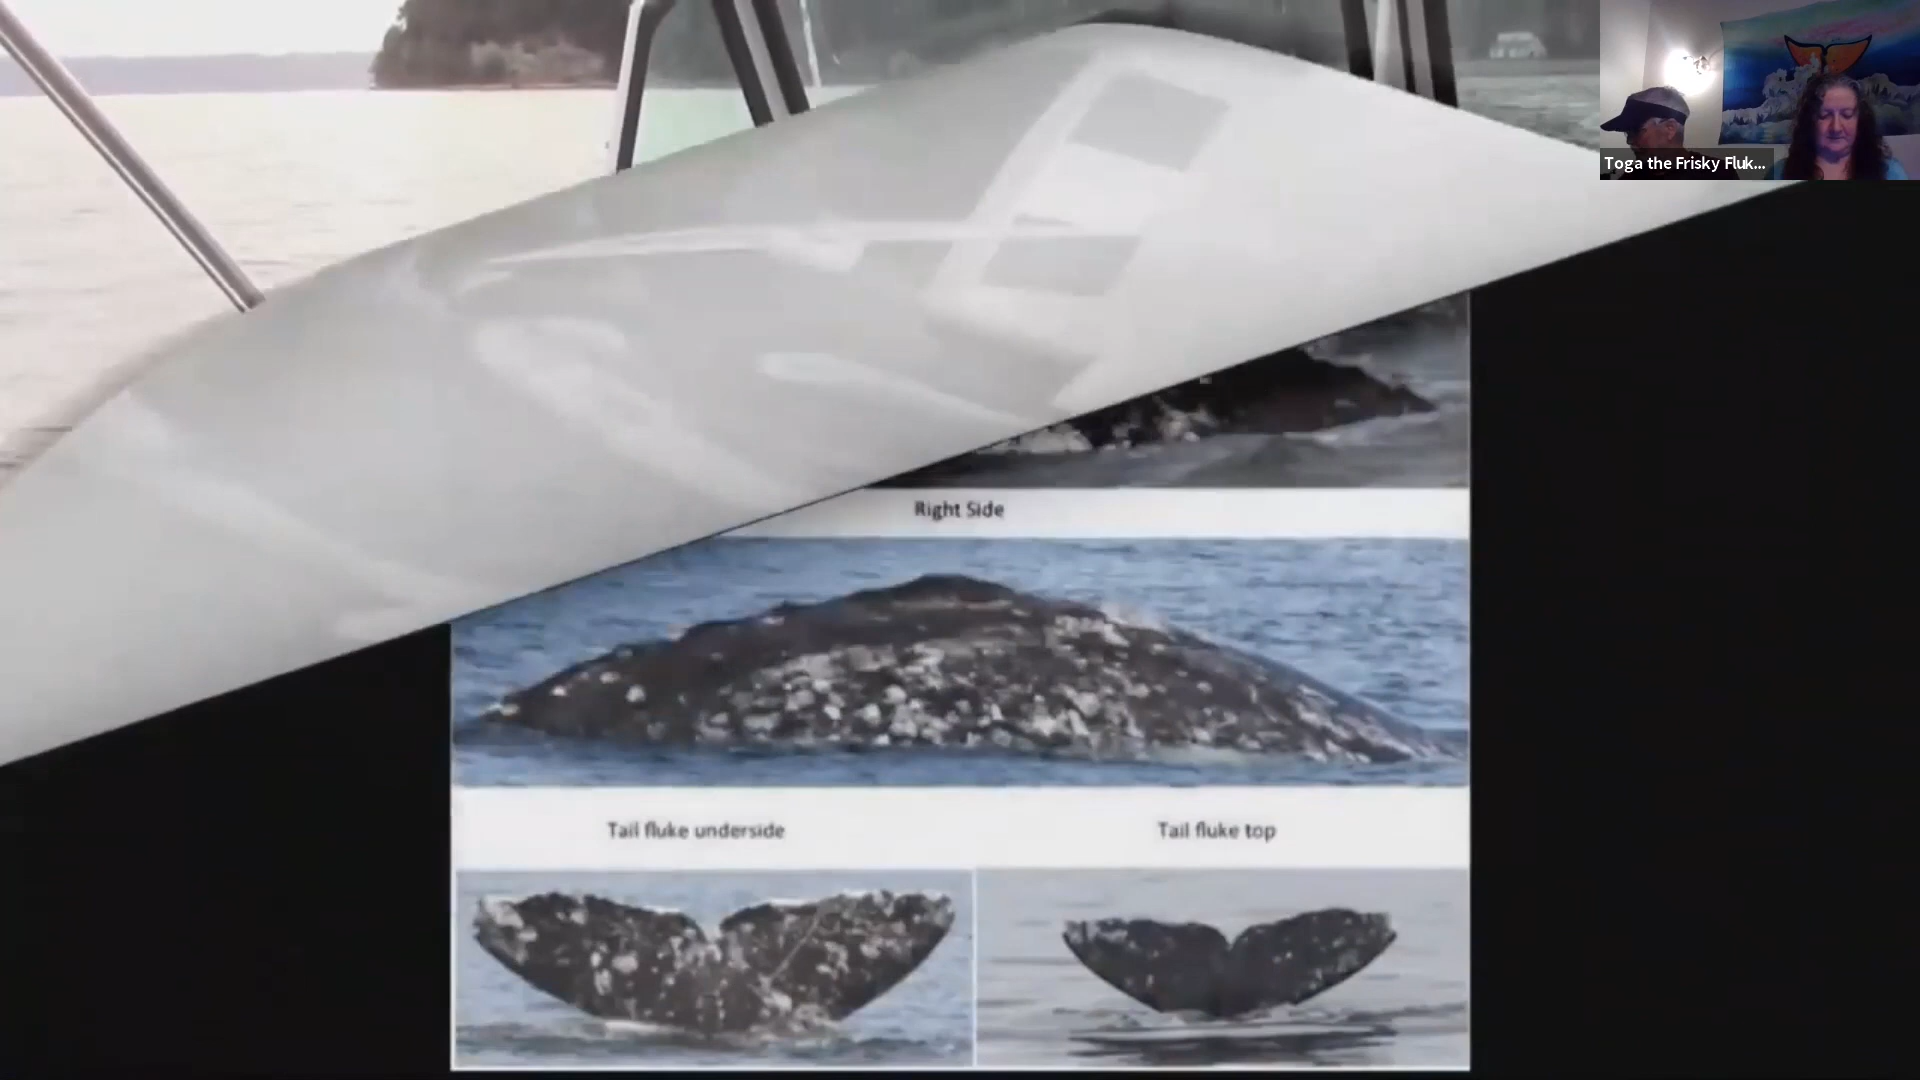 Toga the Frisky Fluk...
Right Side
Tail fluke underside
Tail fluke top